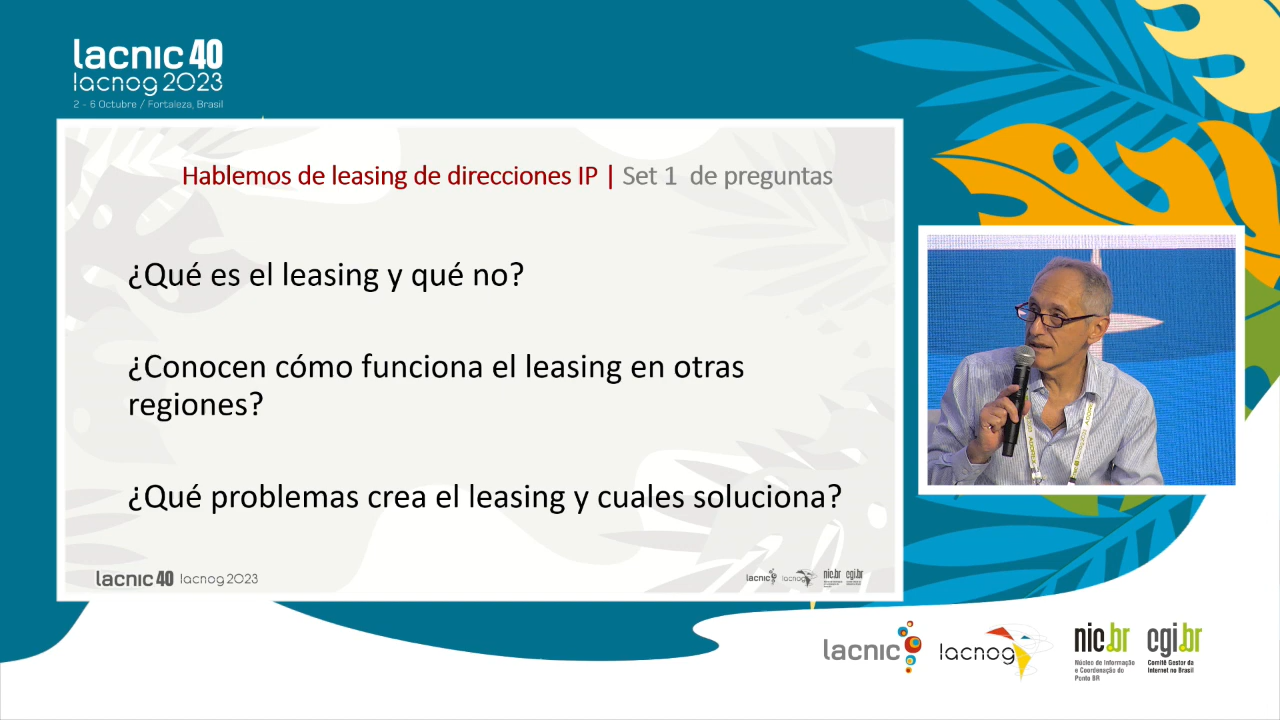 lacnic 40
lacnog 2023
2 - 6 Octubre / Fortaleza, Brasil
Hablemos de leasing de direcciones IP | Set 1 de preguntas
¿Qué es el leasing y qué no?
¿Conocen cómo funciona el leasing en otras
regiones?
¿Qué problemas crea el leasing y cuales soluciona?
lacnic 40 lacnog 2023
lacnic lacnog nic.br cgi.br
lacnic lacnog nic.br cgi.br
Núcleo de Informação
e Coordenação do
Ponto BR
Comitê Gestor da
Internet no Brasil